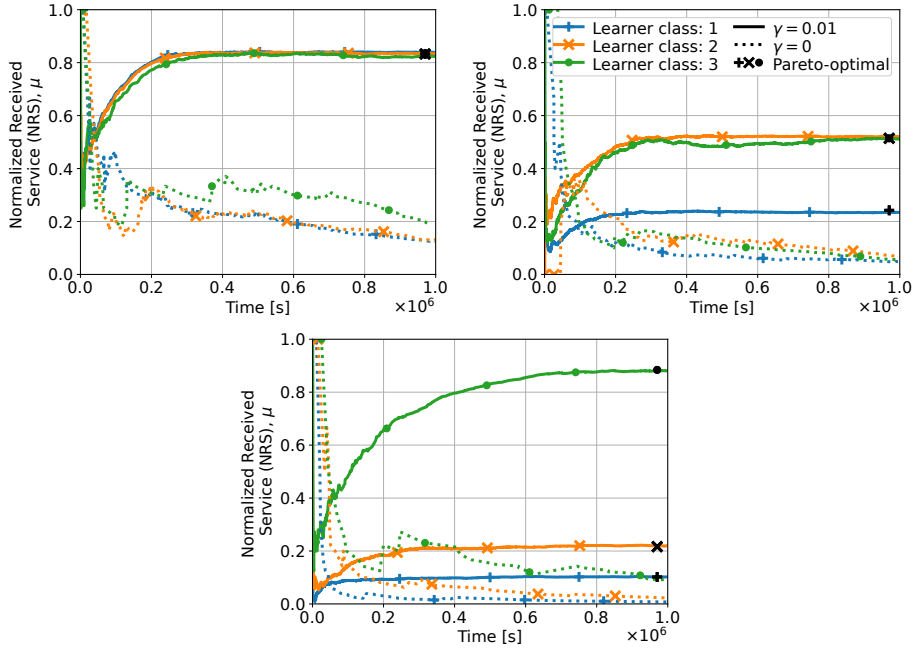 Normalized Received
Service (NRS), μ
1.0
0.8
0.6
0.4
0.2
0.0
0.0 0.2 0.4 0.6 0.8 1.0
Time [s]
×10⁶
Normalized Received
Service (NRS), μ
1.0
0.8
0.6
0.4
0.2
0.0
Learner class: 1
Learner class: 2
Learner class: 3
γ = 0.01
γ = 0
Pareto-optimal
0.0 0.2 0.4 0.6 0.8 1.0
Time [s]
×10⁶
Normalized Received
Service (NRS), μ
1.0
0.8
0.6
0.4
0.2
0.0
0.0 0.2 0.4 0.6 0.8 1.0
Time [s]
×10⁶